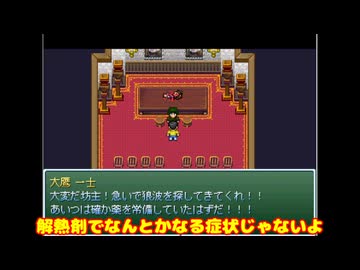 大鷹 一士
大変だ坊主！急いで狼波を探してきてくれ！！
あいつは確か薬を常備していたはずだ！！！
解熱剤でなんとかなる症状じゃないよ